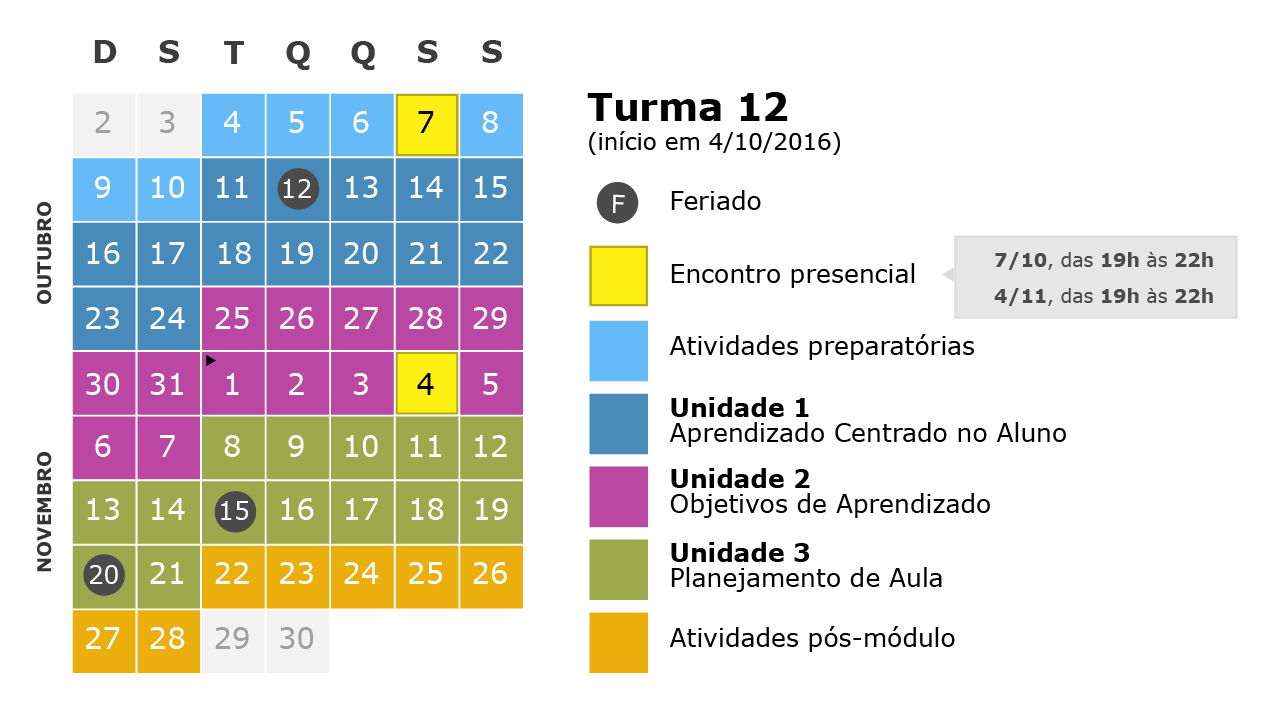 D S T Q Q S S
OUTUBRO
2 3 4 5 6 7 8
9 10 11 12 13 14 15
16 17 18 19 20 21 22
23 24 25 26 27 28 29
30 31 1 2 3 4 5
NOVEMBRO
6 7 8 9 10 11 12
13 14 15 16 17 18 19
20 21 22 23 24 25 26
27 28 29 30
Turma 12
(início em 4/10/2016)
F Feriado
Encontro presencial
7/10, das 19h às 22h
4/11, das 19h às 22h
Atividades preparatórias
Unidade 1
Aprendizado Centrado no Aluno
Unidade 2
Objetivos de Aprendizado
Unidade 3
Planejamento de Aula
Atividades pós-módulo